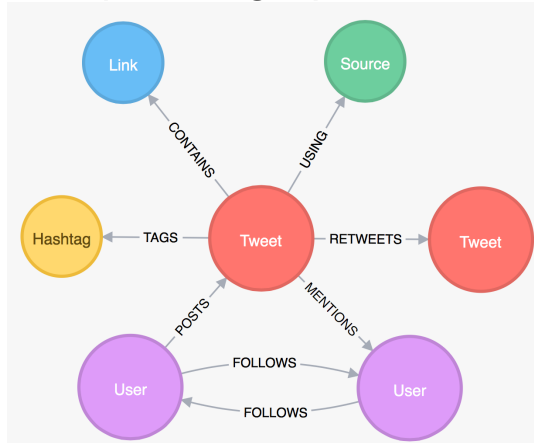 Link
Source
CONTAINS
USING
Hashtag
TAGS
Tweet
RETWEETS
Tweet
POSTS
MENTIONS
User
FOLLOWS
FOLLOWS
User